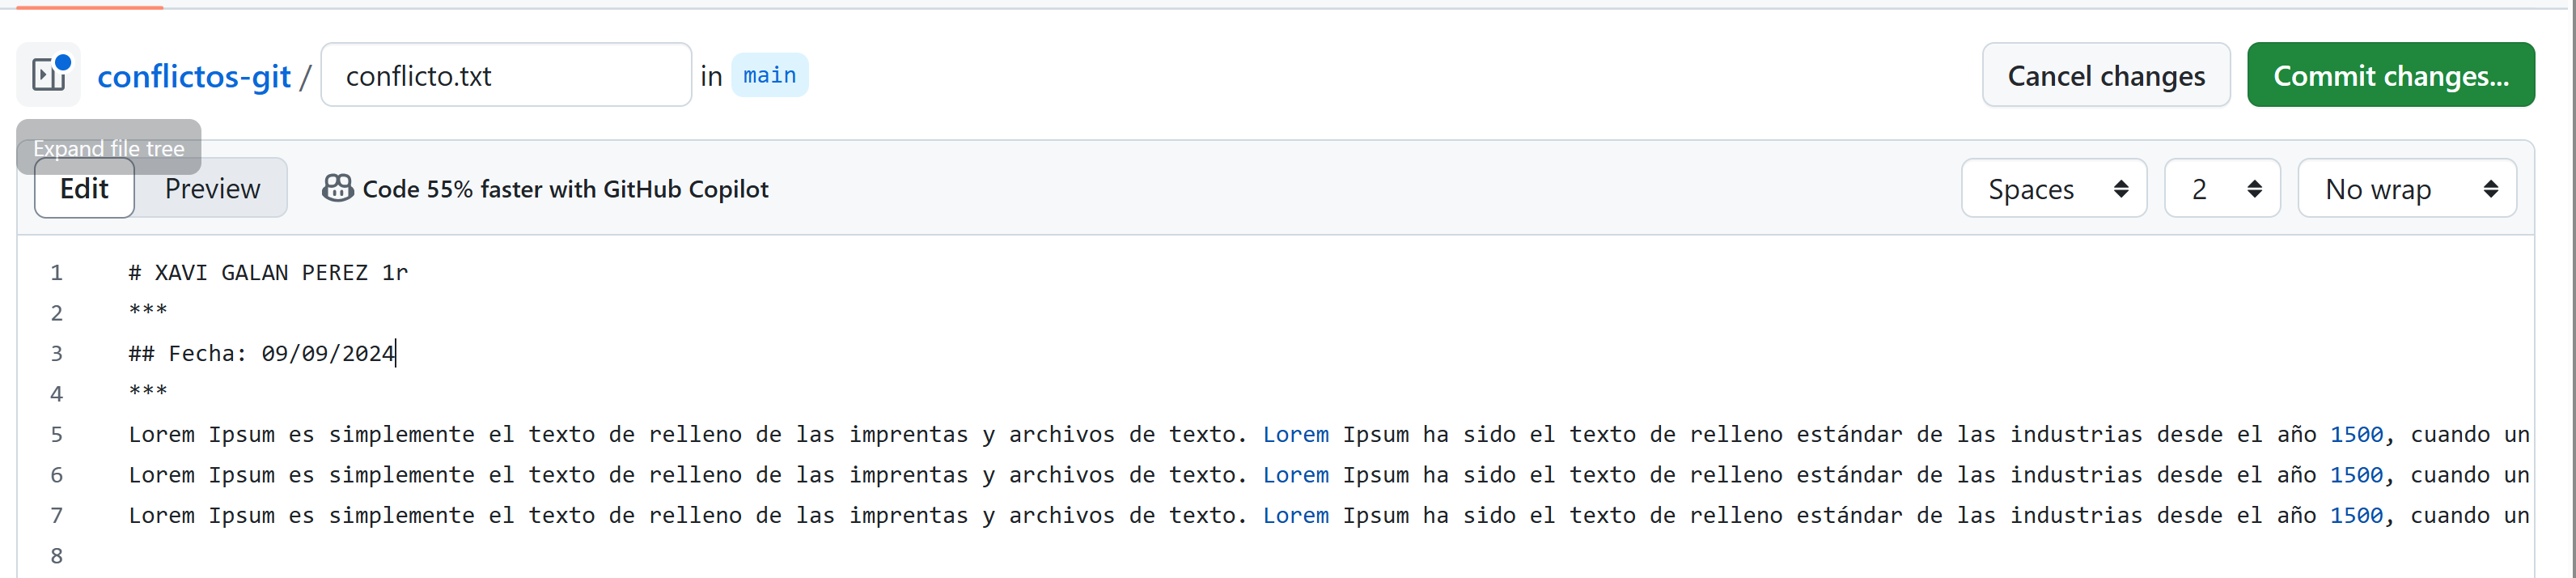 conflictos-git / conflicto.txt in main Cancel changes Commit changes...
Expand file tree
Edit Preview Code 55% faster with GitHub Copilot Spaces 2 No wrap
1 # XAVI GALAN PEREZ 1r
2 ***
3 ## Fecha: 09/09/2024
4 ***
5 Lorem Ipsum es simplemente el texto de relleno de las imprentas y archivos de texto. Lorem Ipsum ha sido el texto de relleno estándar de las industrias desde el año 1500, cuando un
6 Lorem Ipsum es simplemente el texto de relleno de las imprentas y archivos de texto. Lorem Ipsum ha sido el texto de relleno estándar de las industrias desde el año 1500, cuando un
7 Lorem Ipsum es simplemente el texto de relleno de las imprentas y archivos de texto. Lorem Ipsum ha sido el texto de relleno estándar de las industrias desde el año 1500, cuando un
8